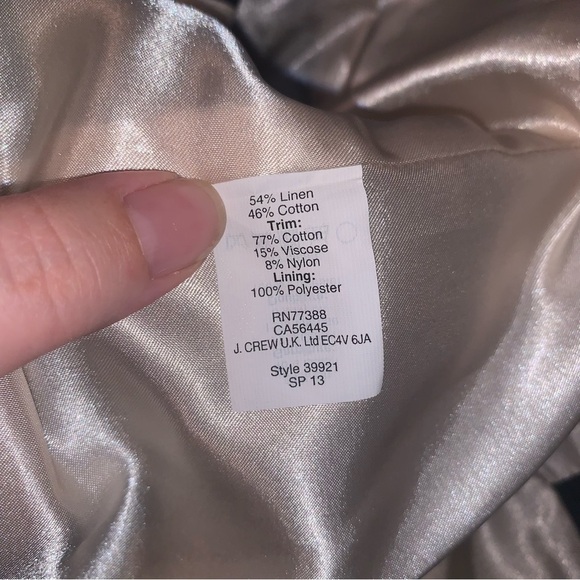 54% Linen
46% Cotton
Trim:
77% Cotton
15% Viscose
8% Nylon
Lining:
100% Polyester
RN77388
CA56445
J. CREW U.K. Ltd EC4V 6JA
Style 39921
SP 13